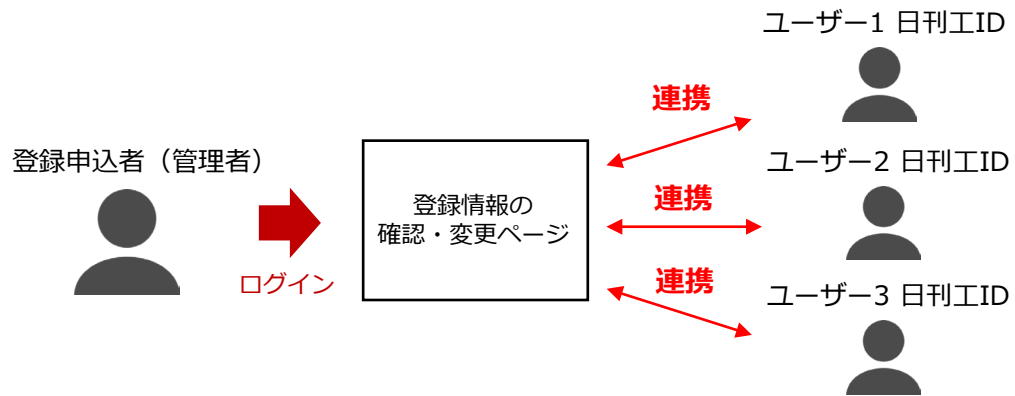 登録申込者（管理者）
ログイン
登録情報の
確認・変更ページ
連携
ユーザー1 日刊工ID
連携
ユーザー2 日刊工ID
連携
ユーザー3 日刊工ID